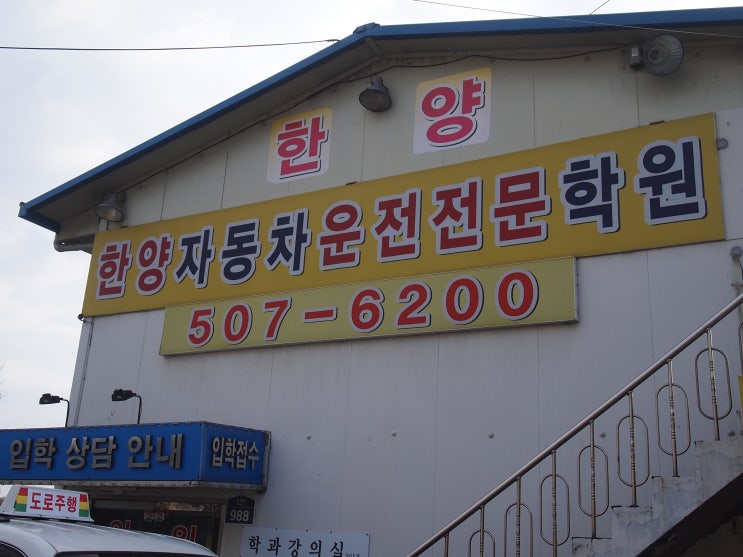 한 양
한양자동차운전전문학원
507-6200
입학 상담 안내 입학접수
도로주행
988
학과강의실